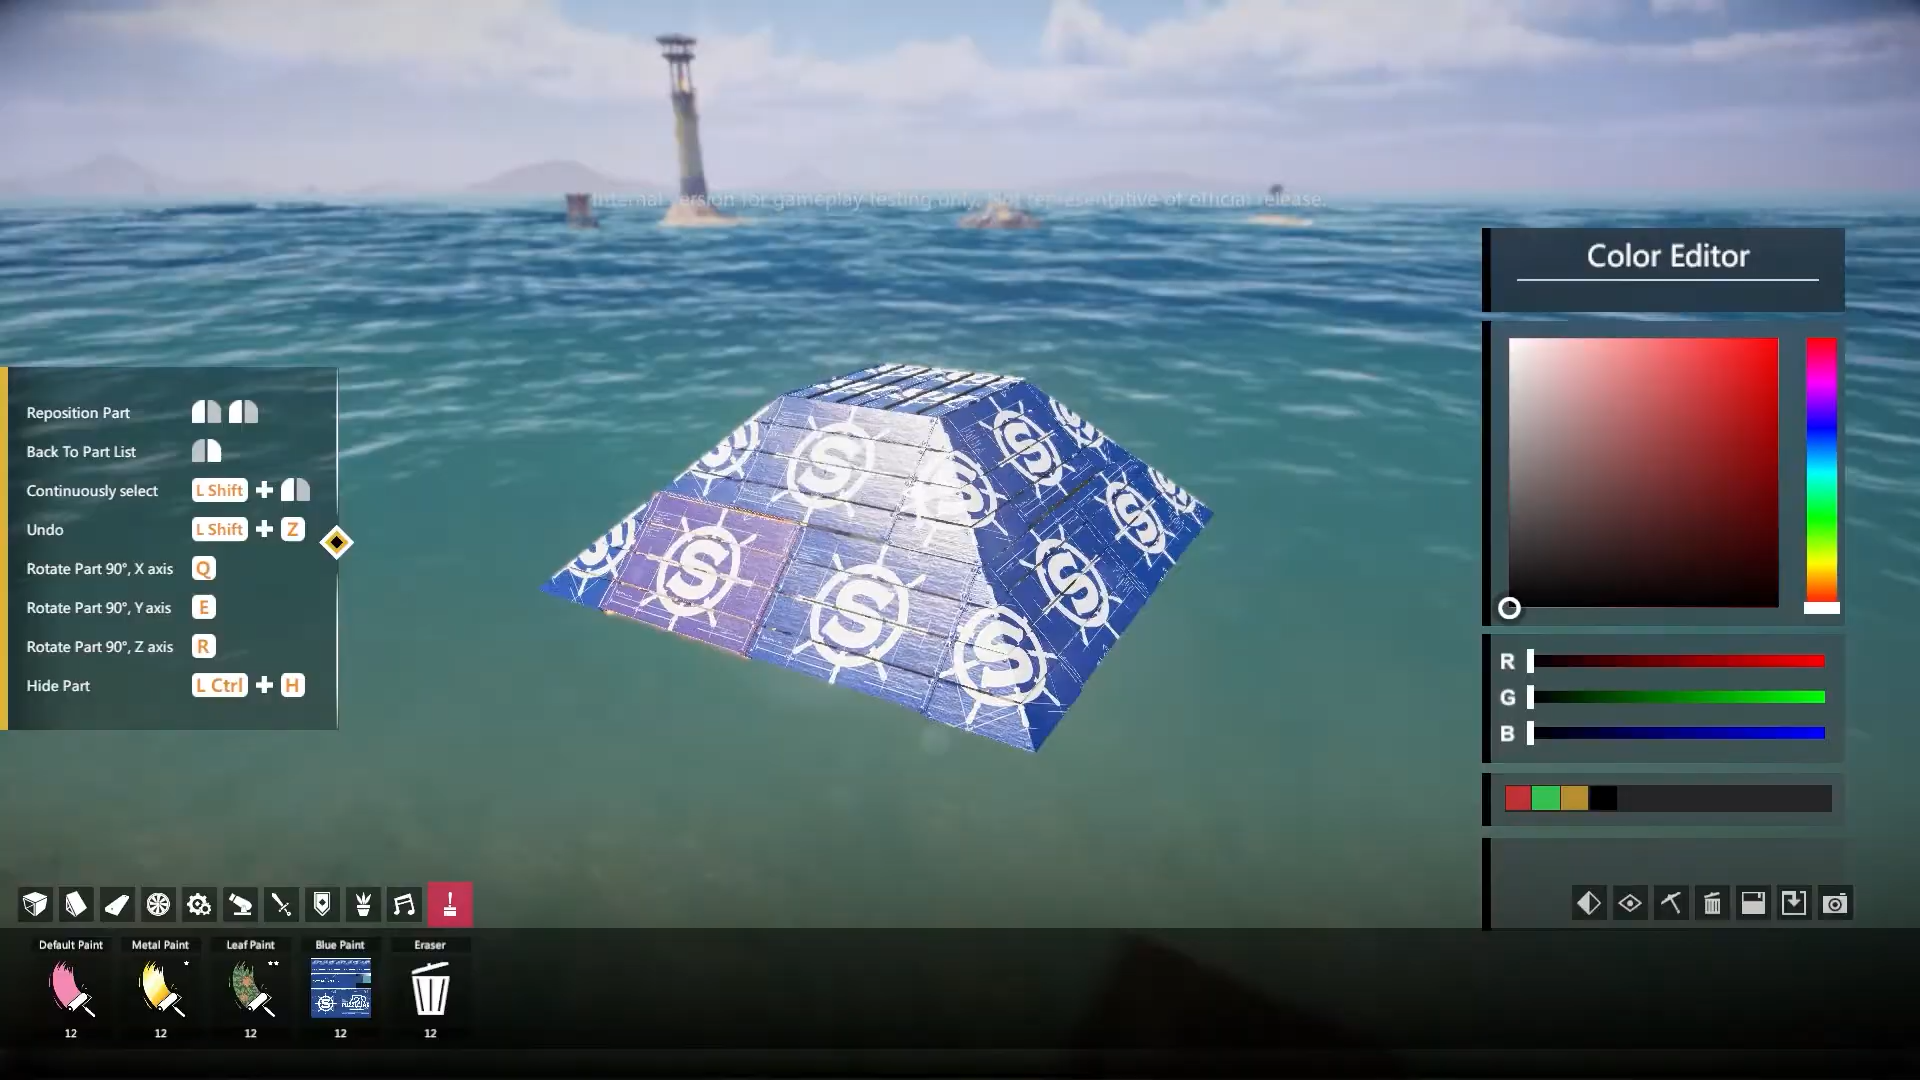 Internal version for gameplay testing only. Not representative of official release.
Color Editor
Reposition Part
Back To Part List
Continuously select L Shift + 
Undo L Shift + Z
Rotate Part 90°, X axis Q
Rotate Part 90°, Y axis E
Rotate Part 90°, Z axis R
Hide Part L Ctrl + H
S
S
S
S
S
S
S
S
R
G
B
Default Paint Metal Paint Leaf Paint Blue Paint Eraser
12 12 12 12 12